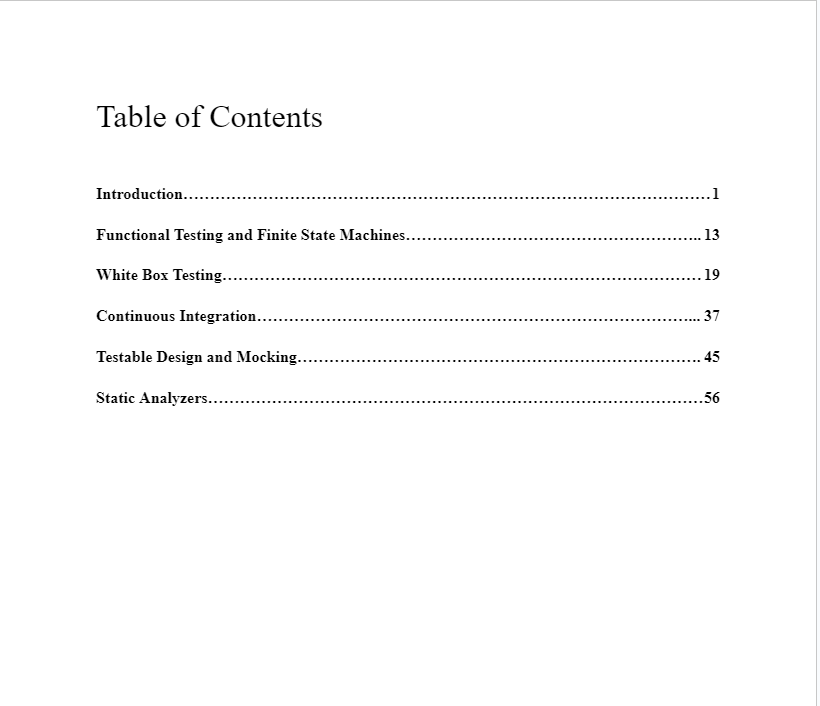 Table of Contents
Introduction……………………………………………………………………………………….1
Functional Testing and Finite State Machines……………………………………………….. 13
White Box Testing……………………………………………………………………………… 19
Continuous Integration………………………………………………………………………... 37
Testable Design and Mocking…………………………………………………………………. 45
Static Analyzers…………………………………………………………………………………56